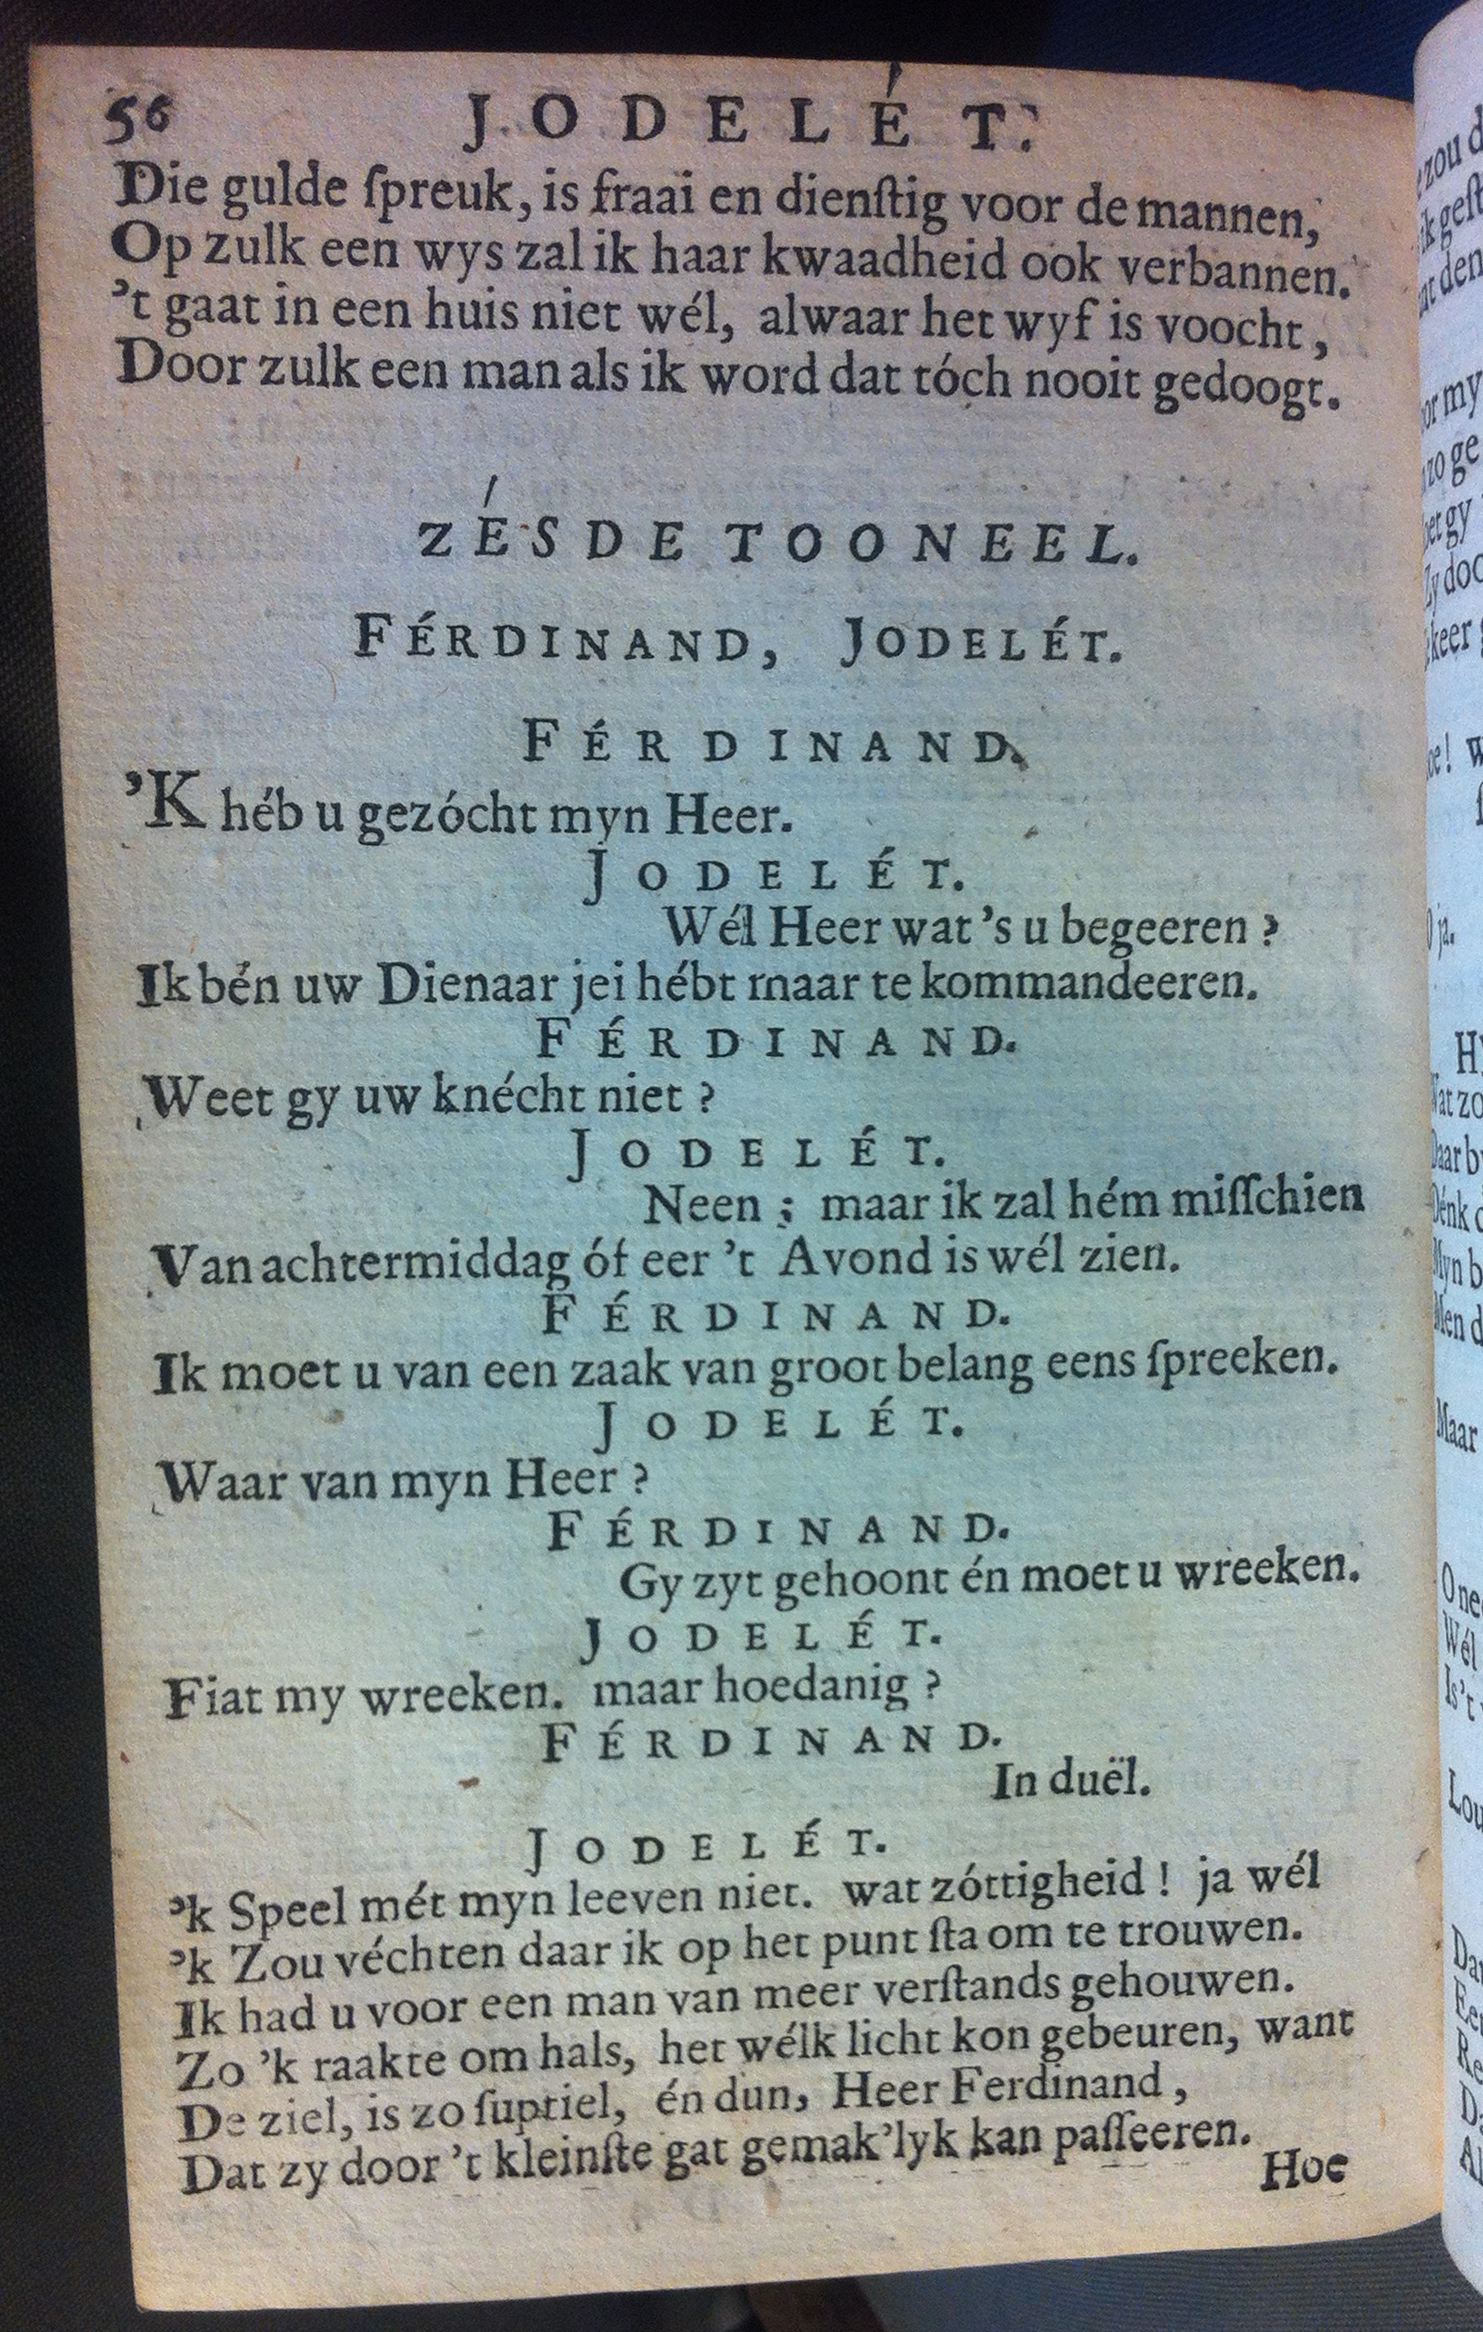 56 JODELÉT.
Die gulde ſpreuk, is fraai en dienſtig voor de mannen,
Op zulk een wys zal ik haar kwaadheid ook verbannen.
't gaat in een huis niet wél, alwaar het wyf is voocht,
Door zulk een man als ik word dat tóch nooit gedoogt.
ZÉSDE TOONEEL.
FÉRDINAND, JODELÉT.
FÉRDINAND.
'K héb u gezócht myn Heer.
JODELÉT.
Wél Heer wat 's u begeeren?
Ik bén uw Dienaar jei hébt maar te kommandeeren.
FÉRDINAND.
Weet gy uw knécht niet?
JODELÉT.
Neen; maar ik zal hém miſſchien
Van achtermiddag óf eer 't Avond is wél zien.
FÉRDINAND.
Ik moet u van een zaak van groot belang eens ſpreeken.
JODELÉT.
Waar van myn Heer?
FÉRDINAND.
Gy zyt gehoont én moet u wreeken.
JODELÉT.
Fiat my wreeken. maar hoedanig?
FÉRDINAND.
In duël.
JODELÉT.
'k Speel mét myn leeven niet. wat zóttigheid! ja wél
'k Zou véchten daar ik op het punt ſta om te trouwen.
Ik had u voor een man van meer verſtands gehouwen.
Zo 'k raakte om hals, het wélk licht kon gebeuren, want
De ziel, is zo ſuptiel, én dun, Heer Ferdinand,
Dat zy door 't kleinſte gat gemak'lyk kan paſſeeren.
Hoe